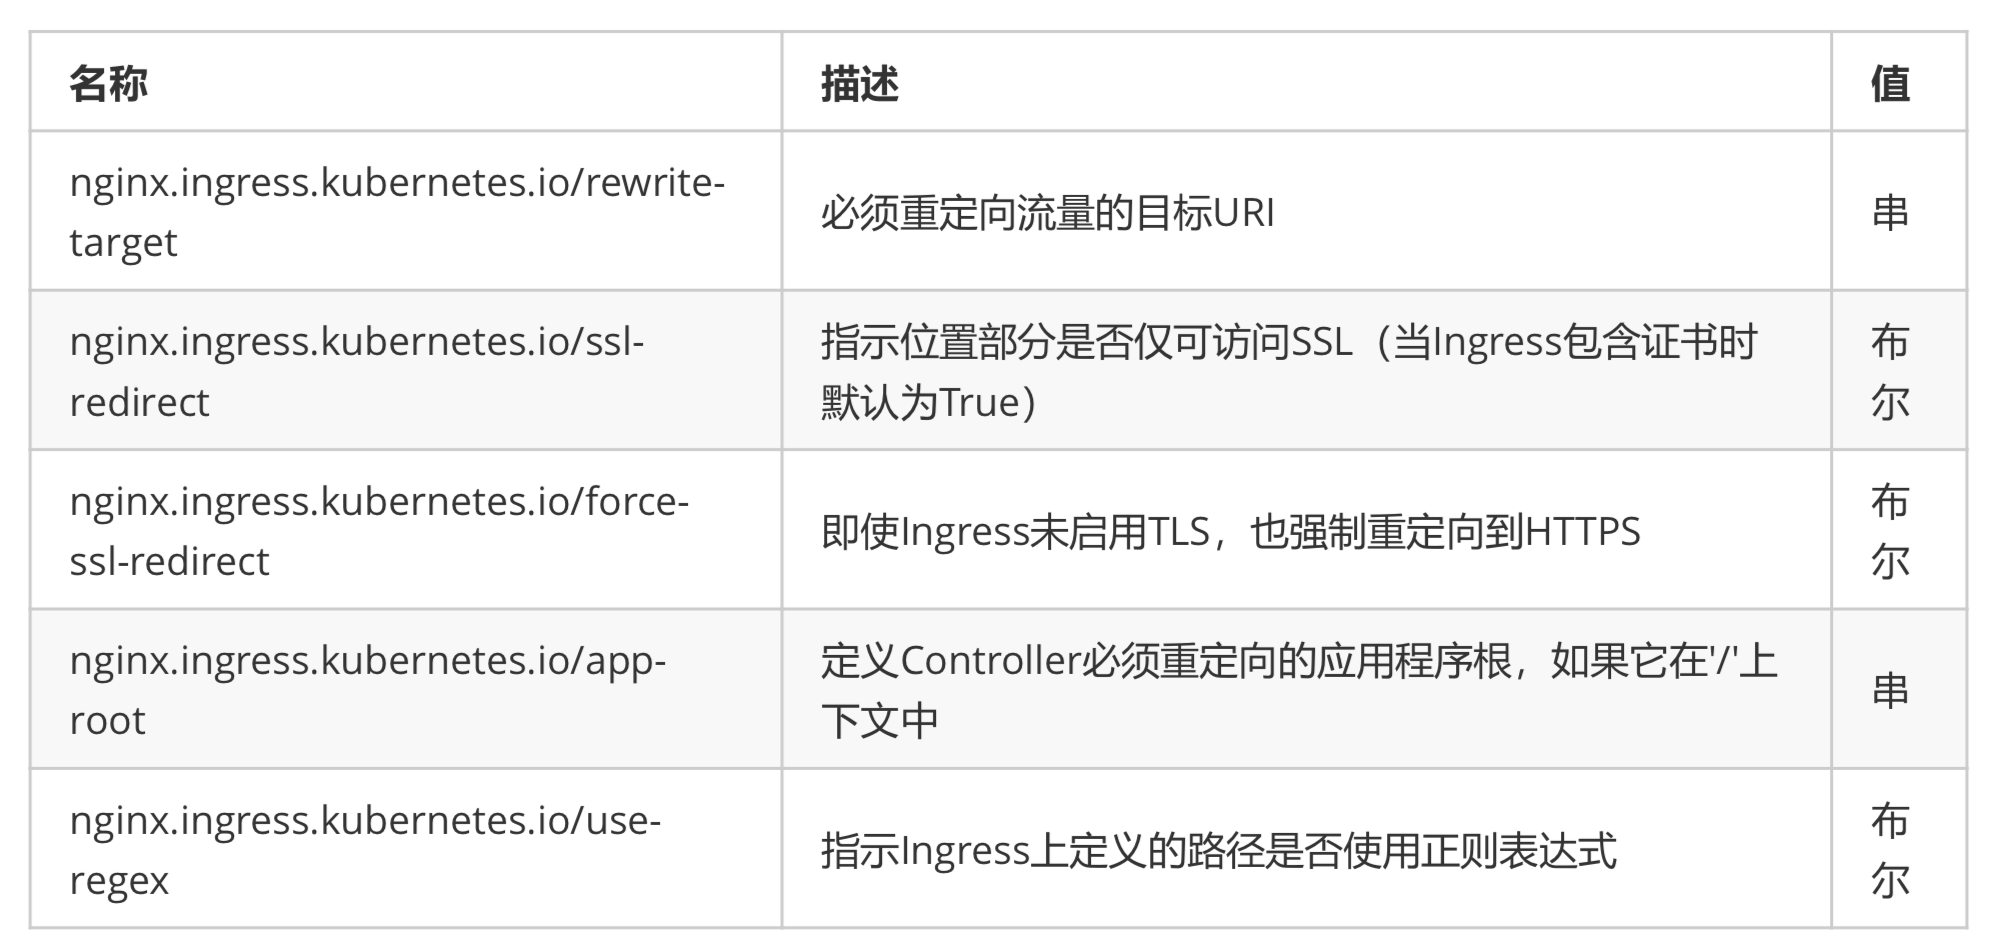 名称
描述
值
nginx.ingress.kubernetes.io/rewrite-
target
必须重定向流量的目标URI
串
nginx.ingress.kubernetes.io/ssl-
redirect
指示位置部分是否仅可访问SSL（当Ingress包含证书时
默认为True）
布
尔
nginx.ingress.kubernetes.io/force-
ssl-redirect
即使Ingress未启用TLS，也强制重定向到HTTPS
布
尔
nginx.ingress.kubernetes.io/app-
root
定义Controller必须重定向的应用程序根，如果它在'/'上
下文中
串
nginx.ingress.kubernetes.io/use-
regex
指示Ingress上定义的路径是否使用正则表达式
布
尔